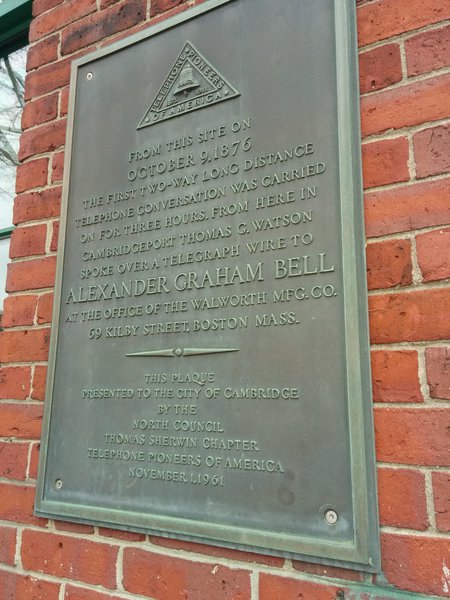 TELEPHONE PIONEERS
1875 1911
OF AMERICA
FROM THIS SITE ON
OCTOBER 9, 1876
THE FIRST TWO-WAY LONG DISTANCE
TELEPHONE CONVERSATION WAS CARRIED
ON FOR THREE HOURS. FROM HERE IN
CAMBRIDGEPORT THOMAS C. WATSON
SPOKE OVER A TELEGRAPH WIRE TO
ALEXANDER GRAHAM BELL
AT THE OFFICE OF THE WALWORTH MFG. CO.
69 KILBY STREET, BOSTON MASS.
THIS PLAQUE
PRESENTED TO THE CITY OF CAMBRIDGE
BY THE
NORTH COUNCIL
THOMAS SHERWIN CHAPTER
TELEPHONE PIONEERS OF AMERICA
NOVEMBER 1, 1961